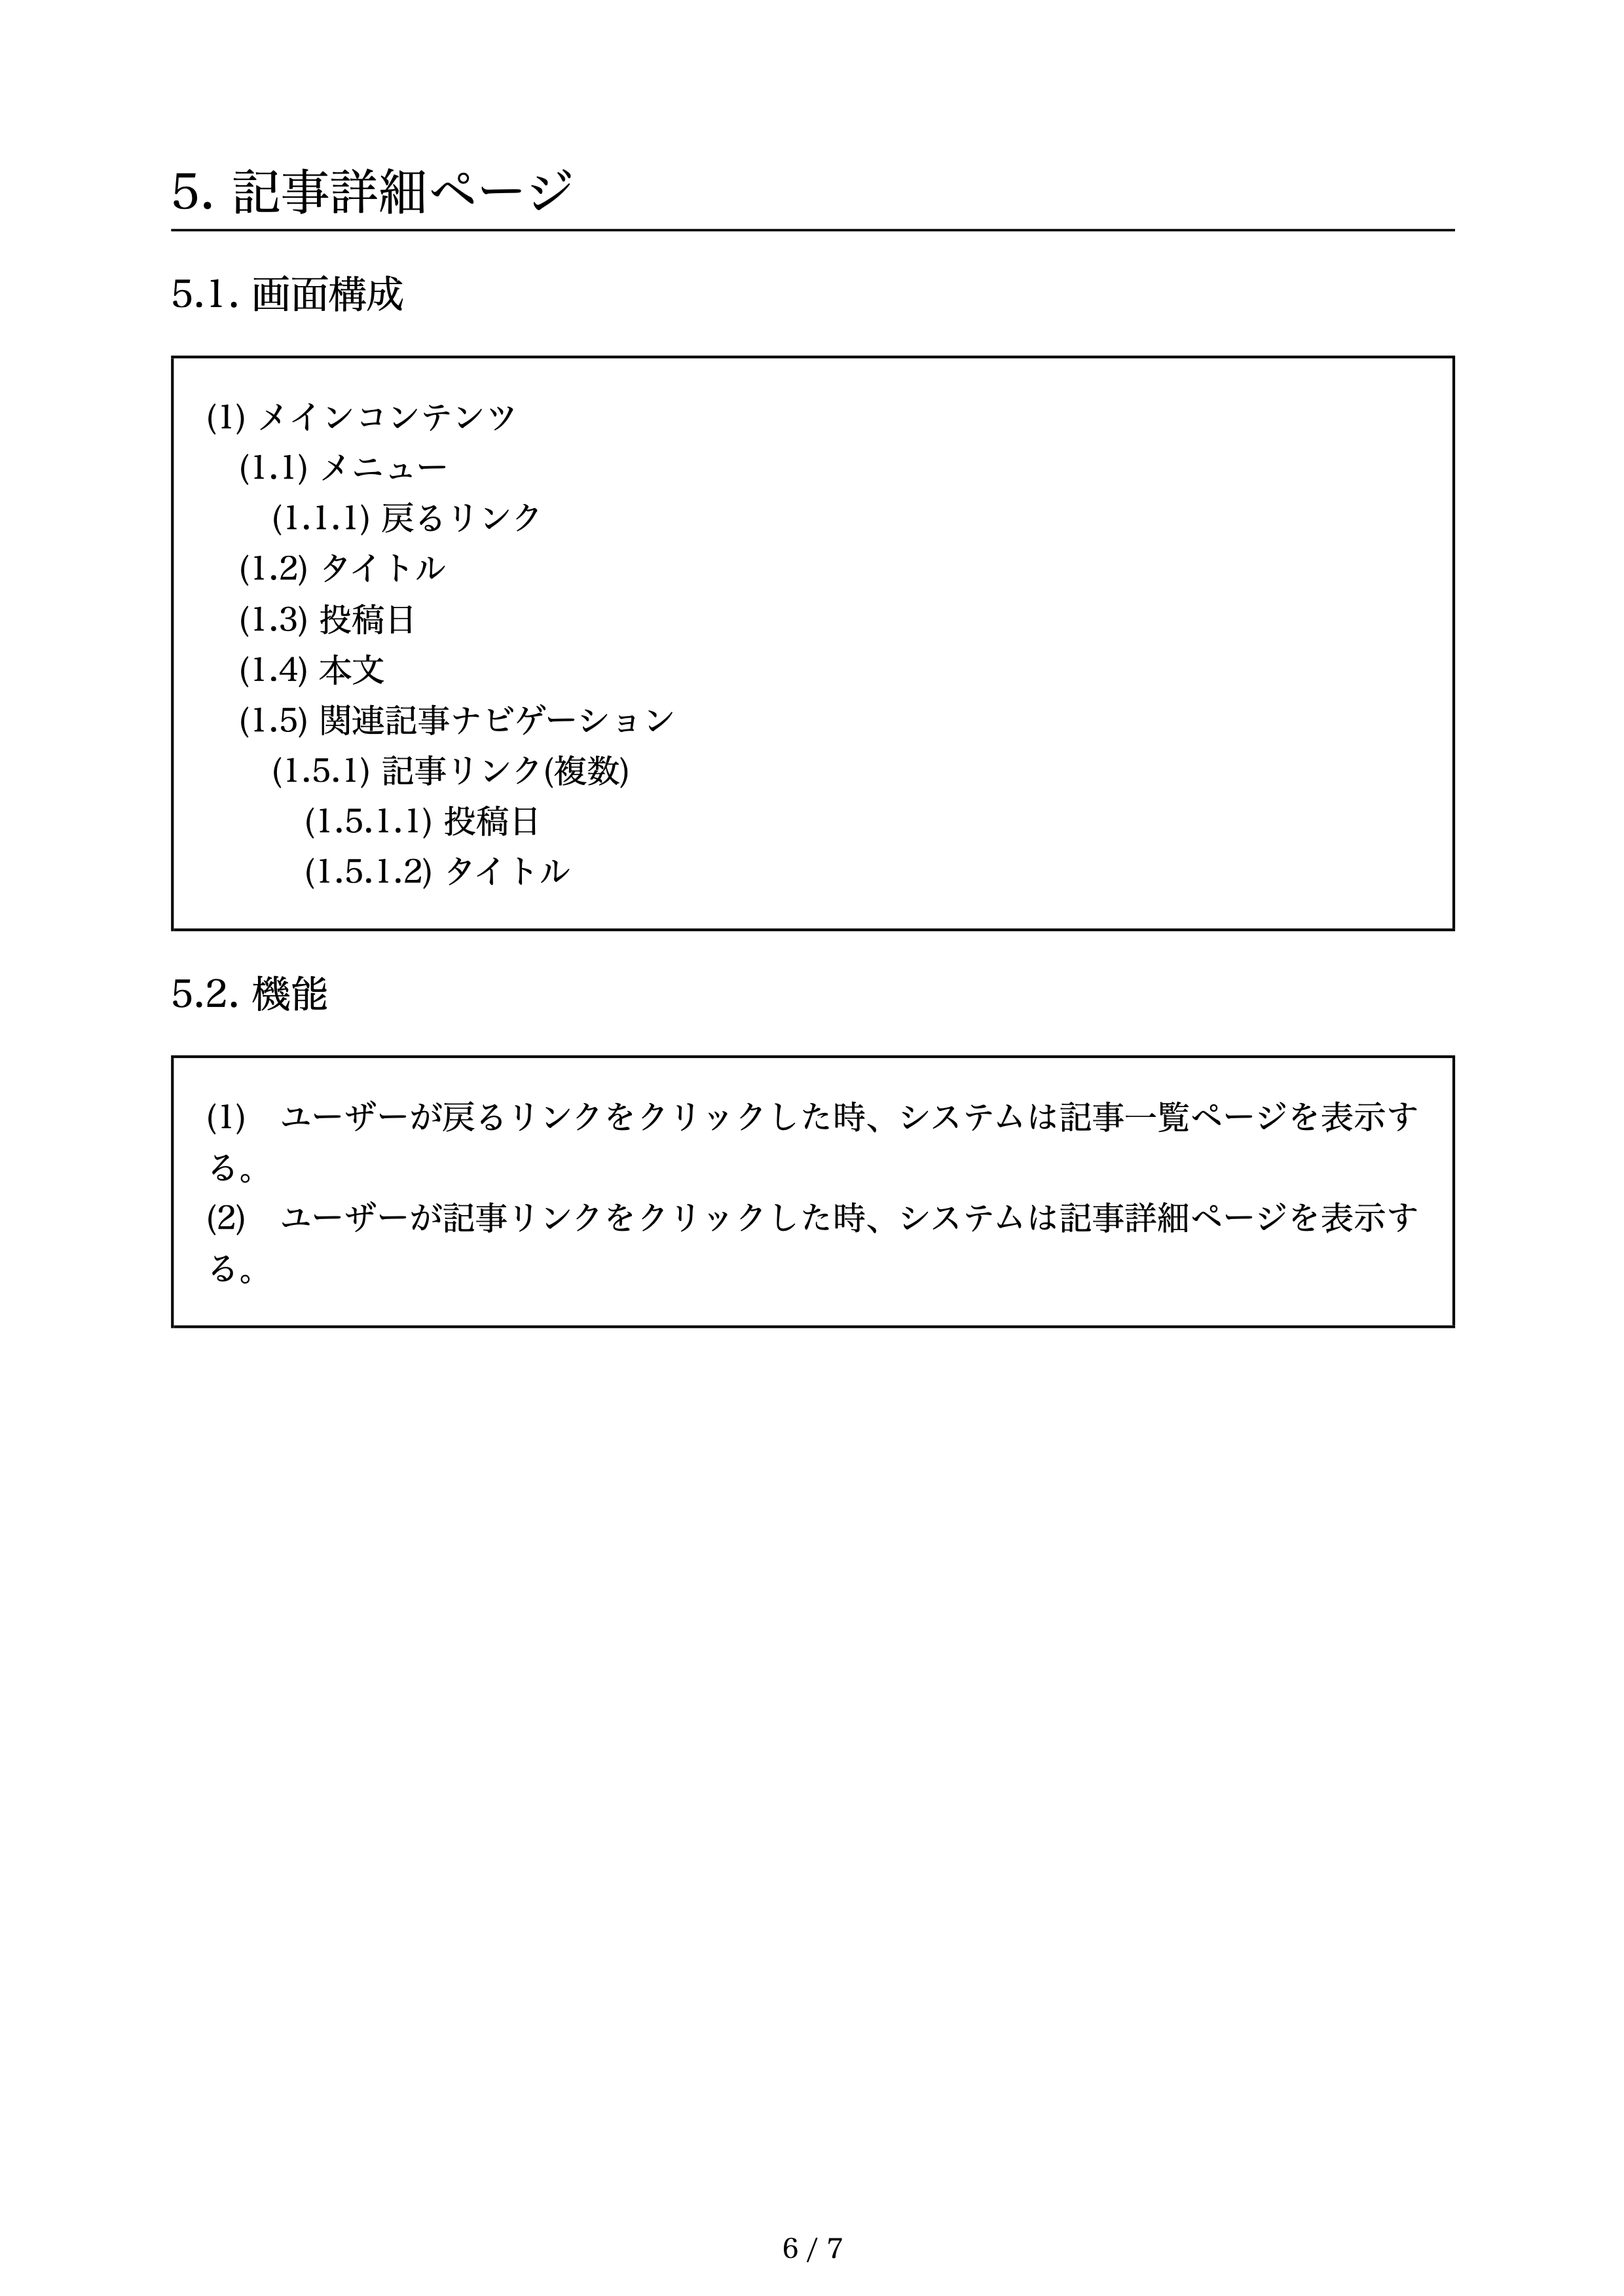 5. 記事詳細ページ
5.1. 画面構成
(1) メインコンテンツ
(1.1) メニュー
(1.1.1) 戻るリンク
(1.2) タイトル
(1.3) 投稿日
(1.4) 本文
(1.5) 関連記事ナビゲーション
(1.5.1) 記事リンク(複数)
(1.5.1.1) 投稿日
(1.5.1.2) タイトル
5.2. 機能
(1)　ユーザーが戻るリンクをクリックした時、システムは記事一覧ページを表示す
る。
(2)　ユーザーが記事リンクをクリックした時、システムは記事詳細ページを表示す
る。
6 / 7